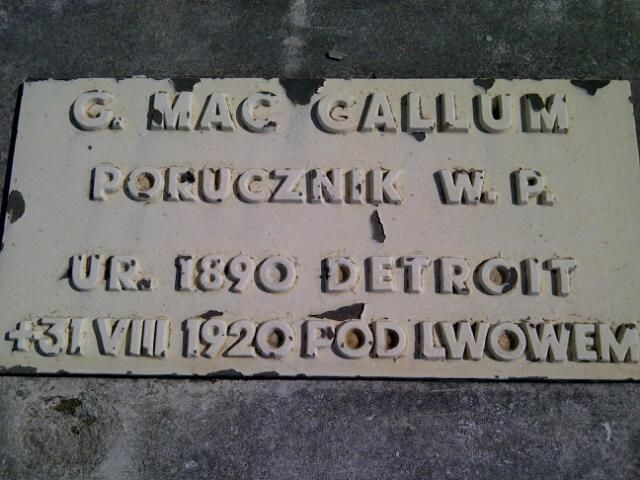 G. MAC CALLUM
PORUCZNIK W. P.
UR. 1890 DETROIT
+31 VIII 1920 POD LWOWEM